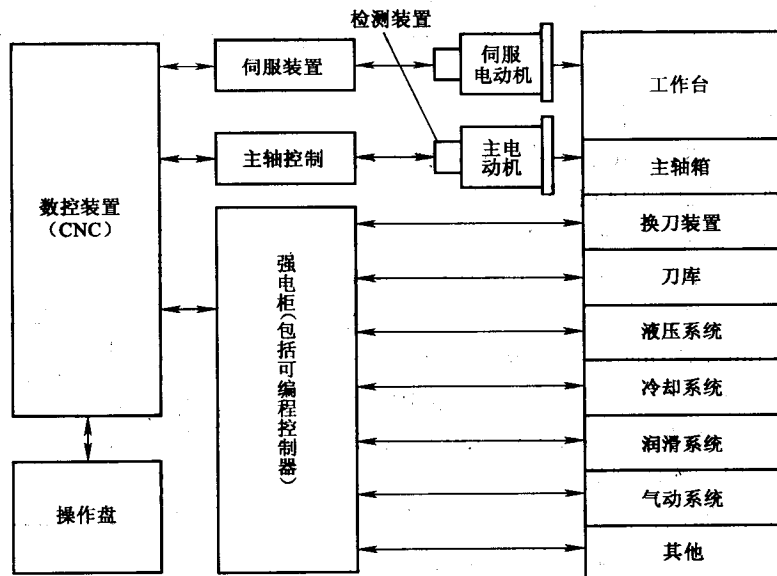 检测装置
伺服装置
伺服
电动机
工作台
主轴控制
主电
动机
主轴箱
数控装置
（CNC）
换刀装置
强电柜（包括可编程控制器）
刀库
液压系统
冷却系统
润滑系统
操作盘
气动系统
其他